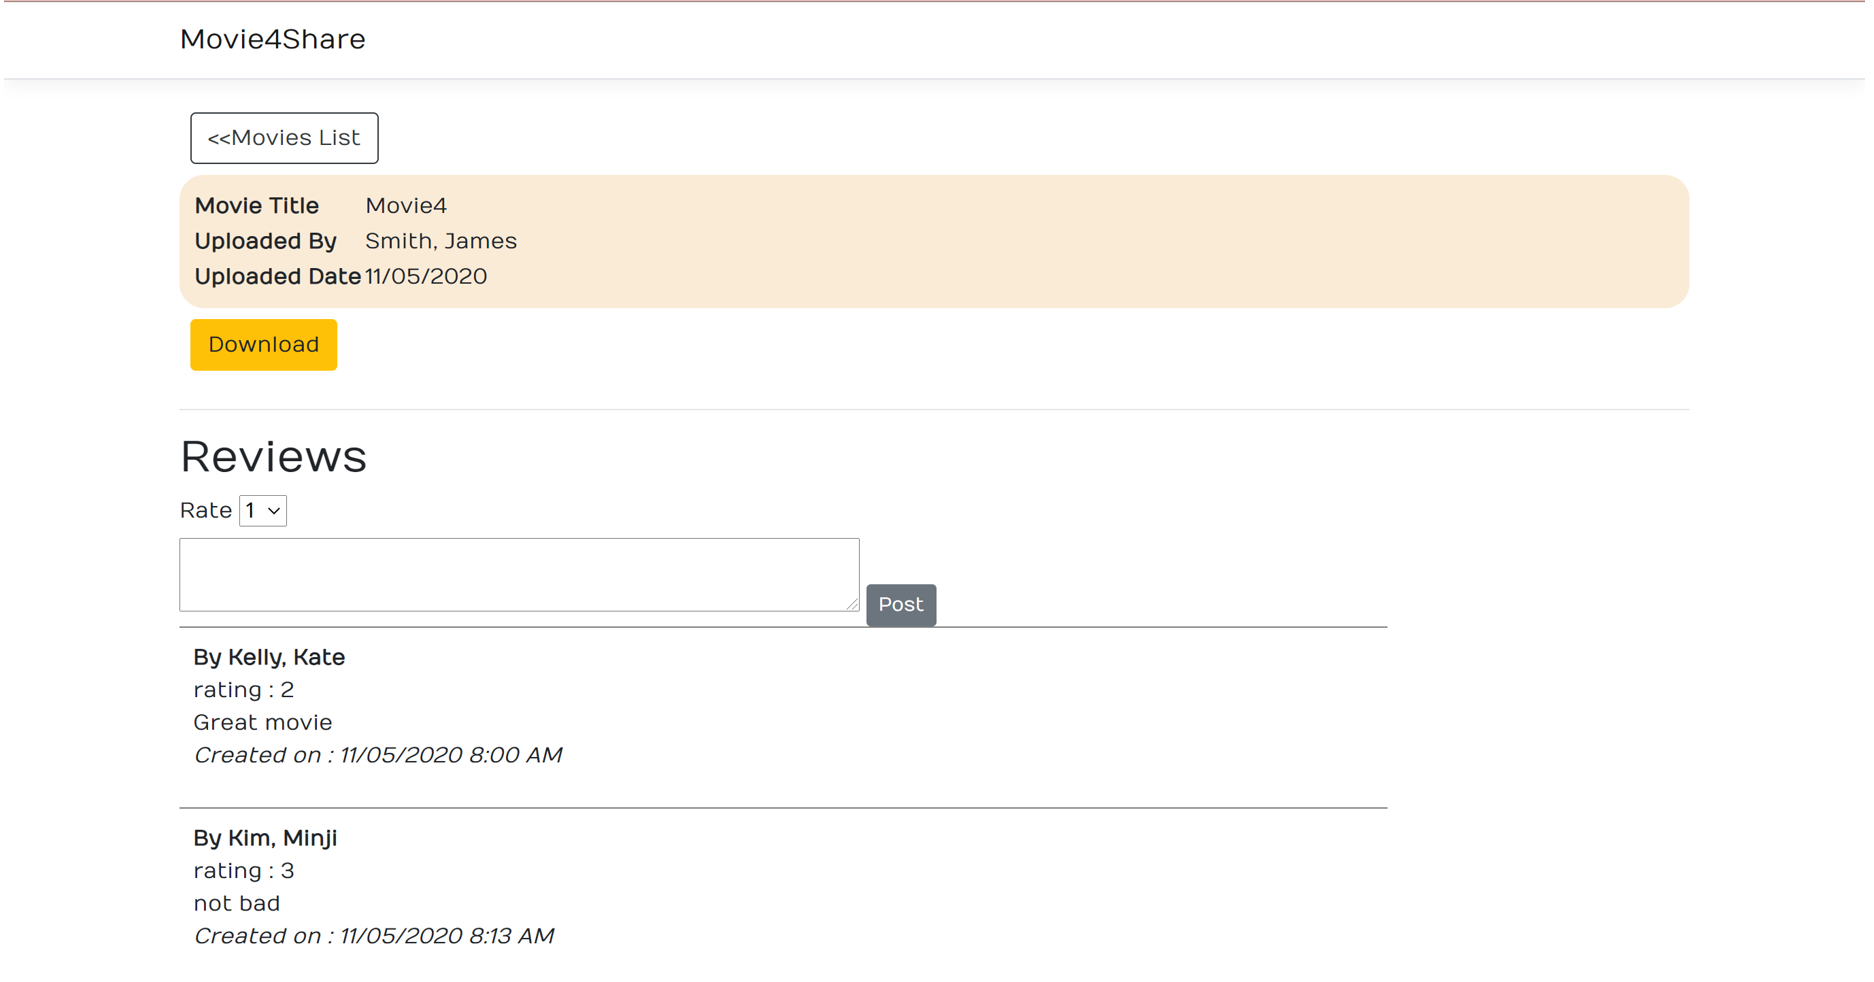 Movie4Share
<<Movies List
Movie Title Movie4
Uploaded By Smith, James
Uploaded Date 11/05/2020
Download
Reviews
Rate 1
Post
By Kelly, Kate
rating : 2
Great movie
Created on : 11/05/2020 8:00 AM
By Kim, Minji
rating : 3
not bad
Created on : 11/05/2020 8:13 AM